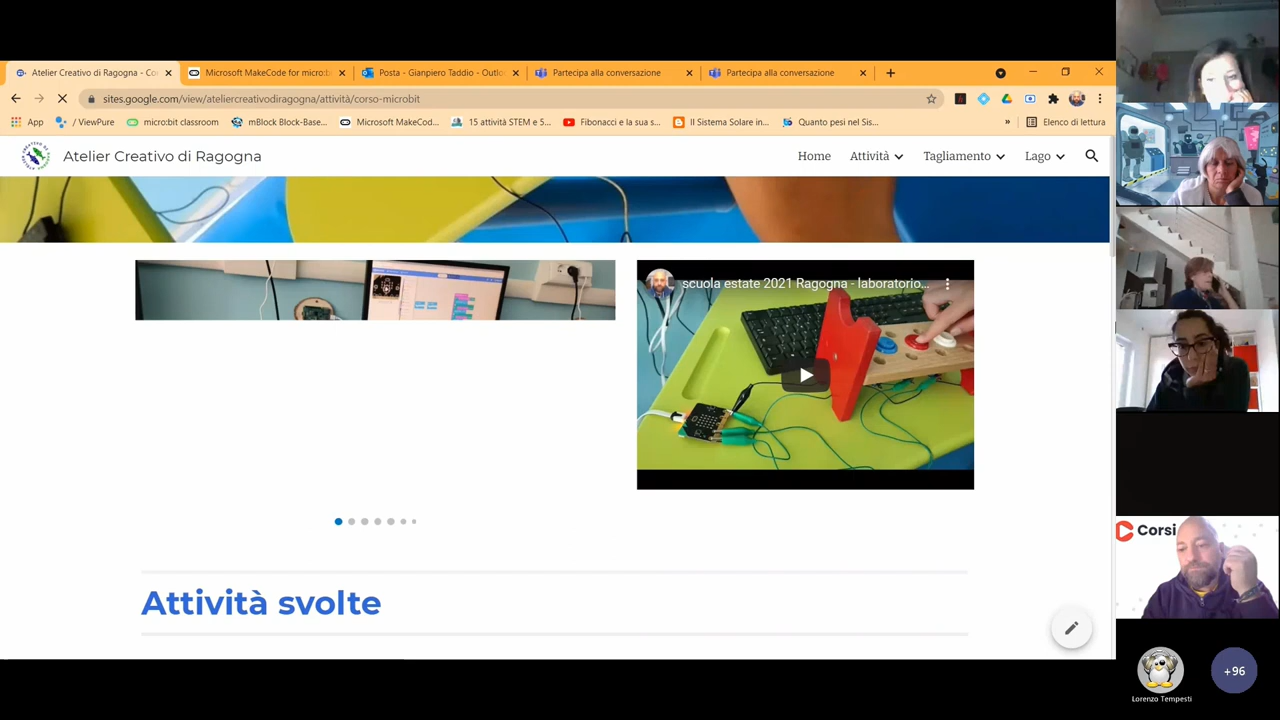 Atelier Creativo di Ragogna - Co
Microsoft MakeCode for micro:b
Posta - Gianpiero Taddio - Outlo
Partecipa alla conversazione
Partecipa alla conversazione
sites.google.com/view/ateliercreativodiragogna/attività/corso-microbit
App
/ ViewPure
micro:bit classroom
mBlock Block-Base...
Microsoft MakeCod...
15 attività STEM e 5...
Fibonacci e la sua s...
Il Sistema Solare in...
Quanto pesi nel Sis...
»
Elenco di lettura
Atelier Creativo di Ragogna
Home
Attività
Tagliamento
Lago
scuola estate 2021 Ragogna - laboratorio...
Attività svolte
Corsi
Lorenzo Tempesti
+96